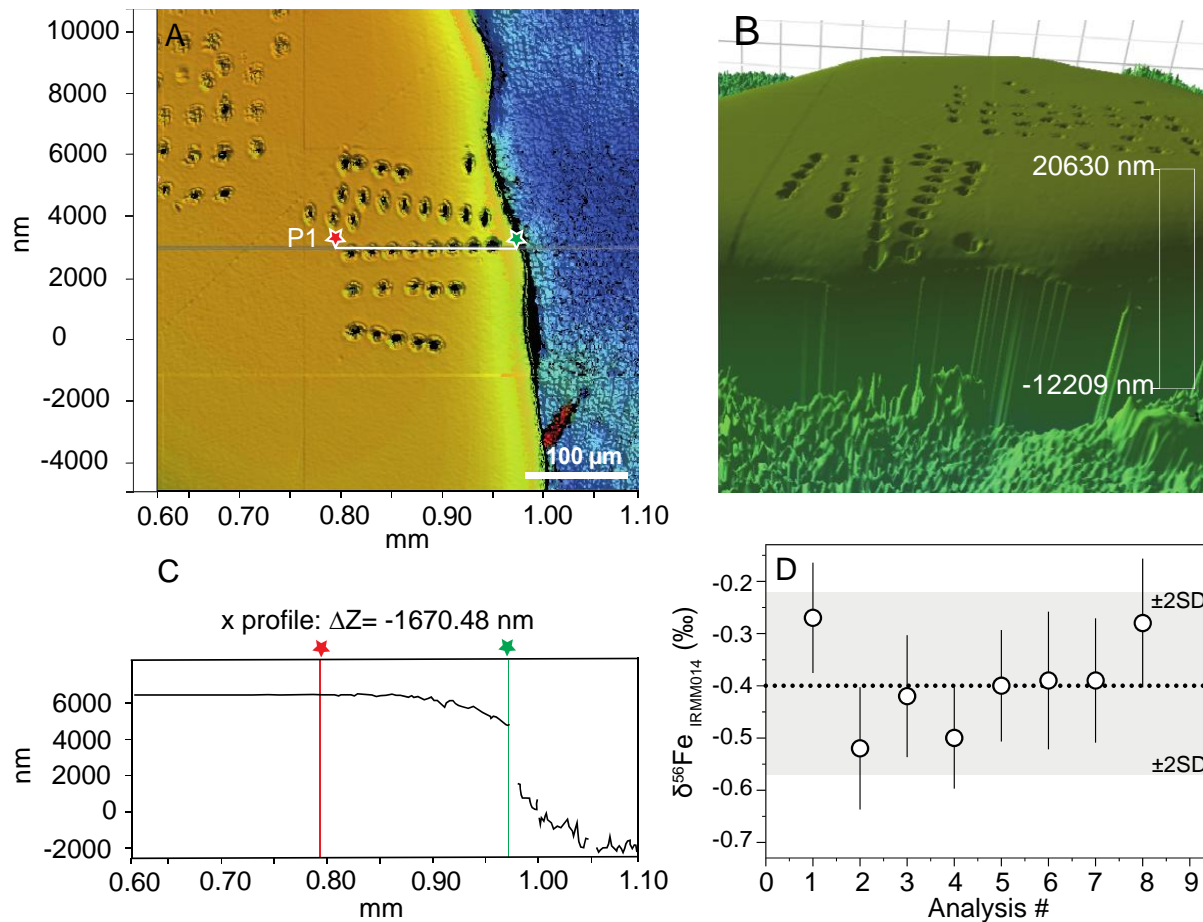 A
10000
8000
6000
4000
2000
0
-2000
-4000
nm
P1
100 µm
0.60 0.70 0.80 0.90 1.00 1.10
mm
B
20630 nm
-12209 nm
C
x profile: ΔZ= -1670.48 nm
6000
4000
2000
0
-2000
nm
0.60 0.70 0.80 0.90 1.00 1.10
mm
D
-0.2
-0.3
-0.4
-0.5
-0.6
-0.7
δ⁵⁶Fe IRMM014 (‰)
±2SD
±2SD
0 1 2 3 4 5 6 7 8 9
Analysis #